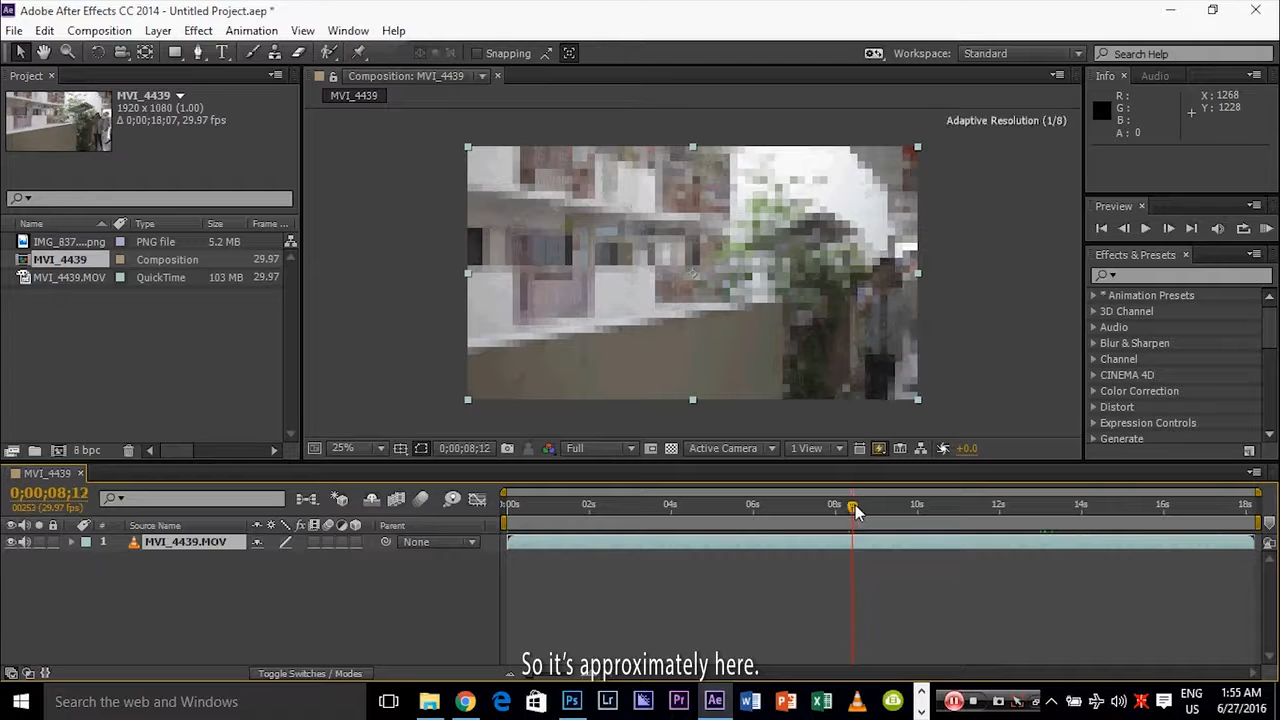 Adobe After Effects CC 2014 - Untitled Project.aep *
File Edit Composition Layer Effect Animation View Window Help
Snapping
Workspace: Standard
Search Help
Project
Composition: MVI_4439
Info Audio
MVI_4439
1920 x 1080 (1.00)
Δ 0;00;18;07, 29.97 fps
MVI_4439
R : X : 1268
G : Y : 1228
B :
A : 0
Adaptive Resolution (1/8)
Preview
Name Type Size Frame ...
IMG_837....png PNG file 5.2 MB
MVI_4439 Composition 29.97
MVI_4439.MOV QuickTime 103 MB 29.97
Effects & Presets
* Animation Presets
3D Channel
Audio
Blur & Sharpen
Channel
CINEMA 4D
Color Correction
Distort
Expression Controls
Generate
8 bpc
25% 0;00;08;12 Full Active Camera 1 View +0.0
MVI_4439
0;00;08;12
00253 (29.97 fps)
:00s 02s 04s 06s 08s 10s 12s 14s 16s 18s
# Source Name Parent
1 MVI_4439.MOV None
Toggle Switches / Modes
So it's approximately here.
Search the web and Windows
ENG
US
1:55 AM
6/27/2016